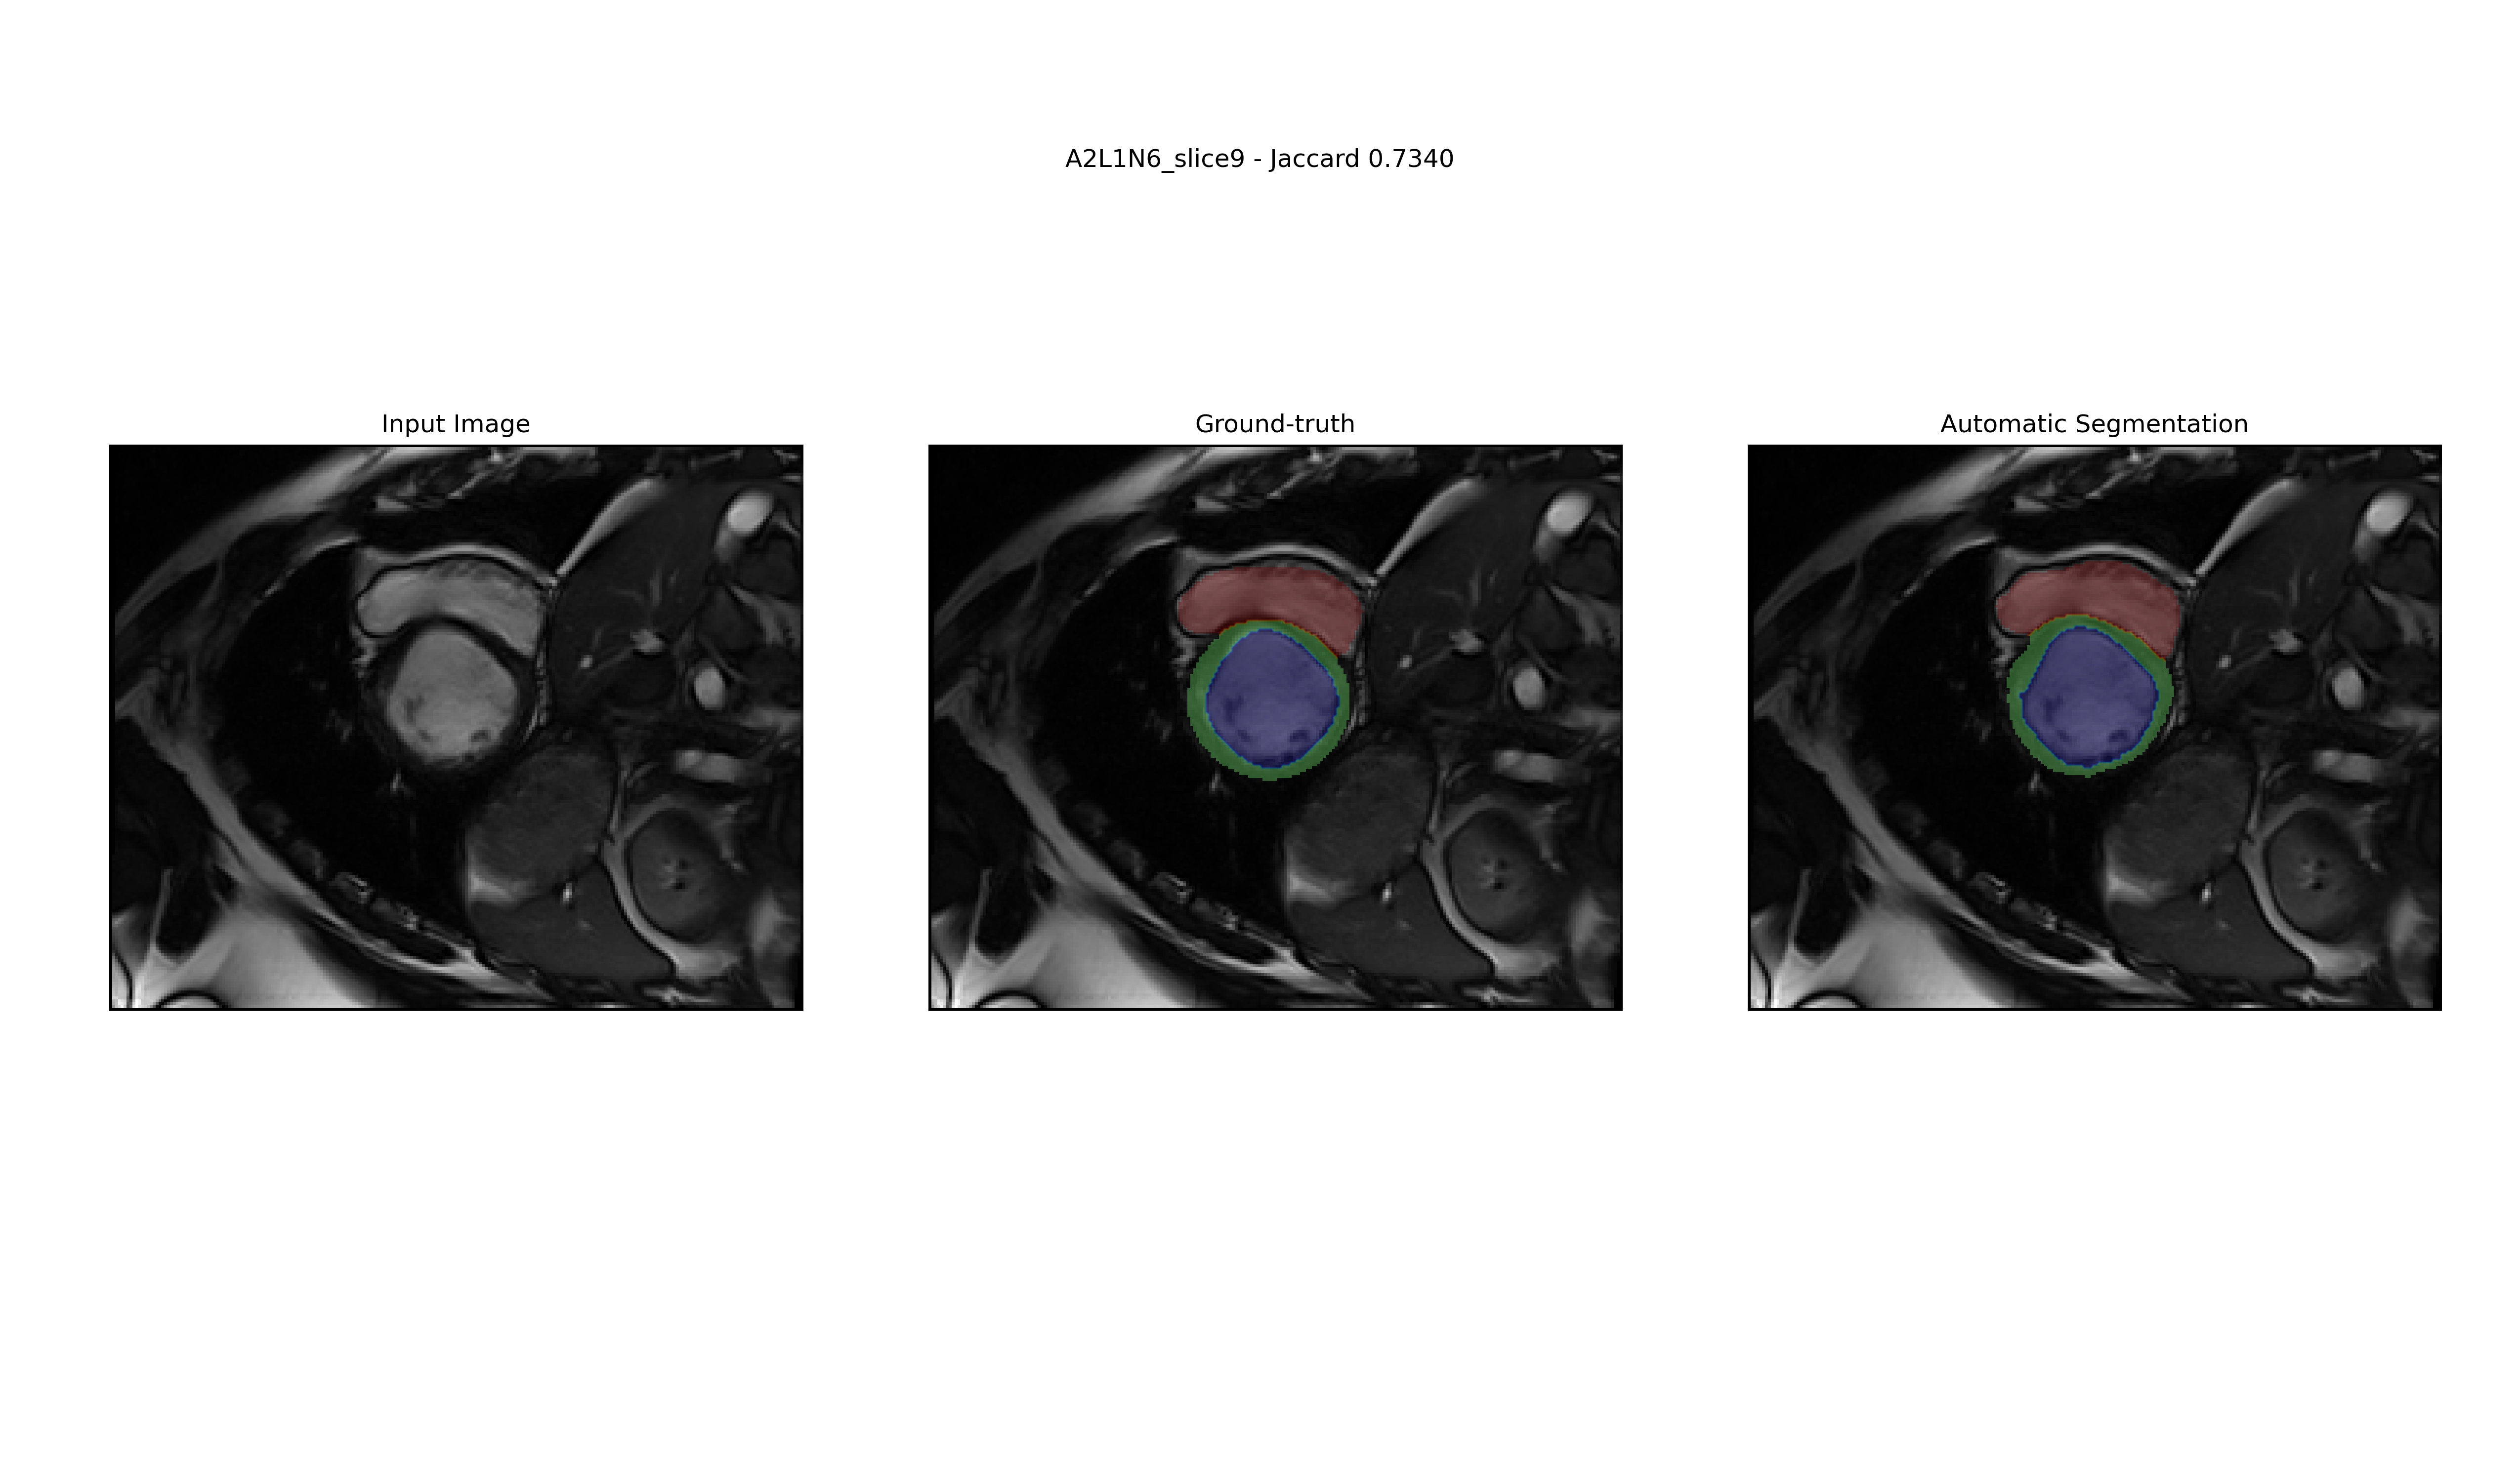 A2L1N6_slice9 - Jaccard 0.7340
Input Image
Ground-truth
Automatic Segmentation